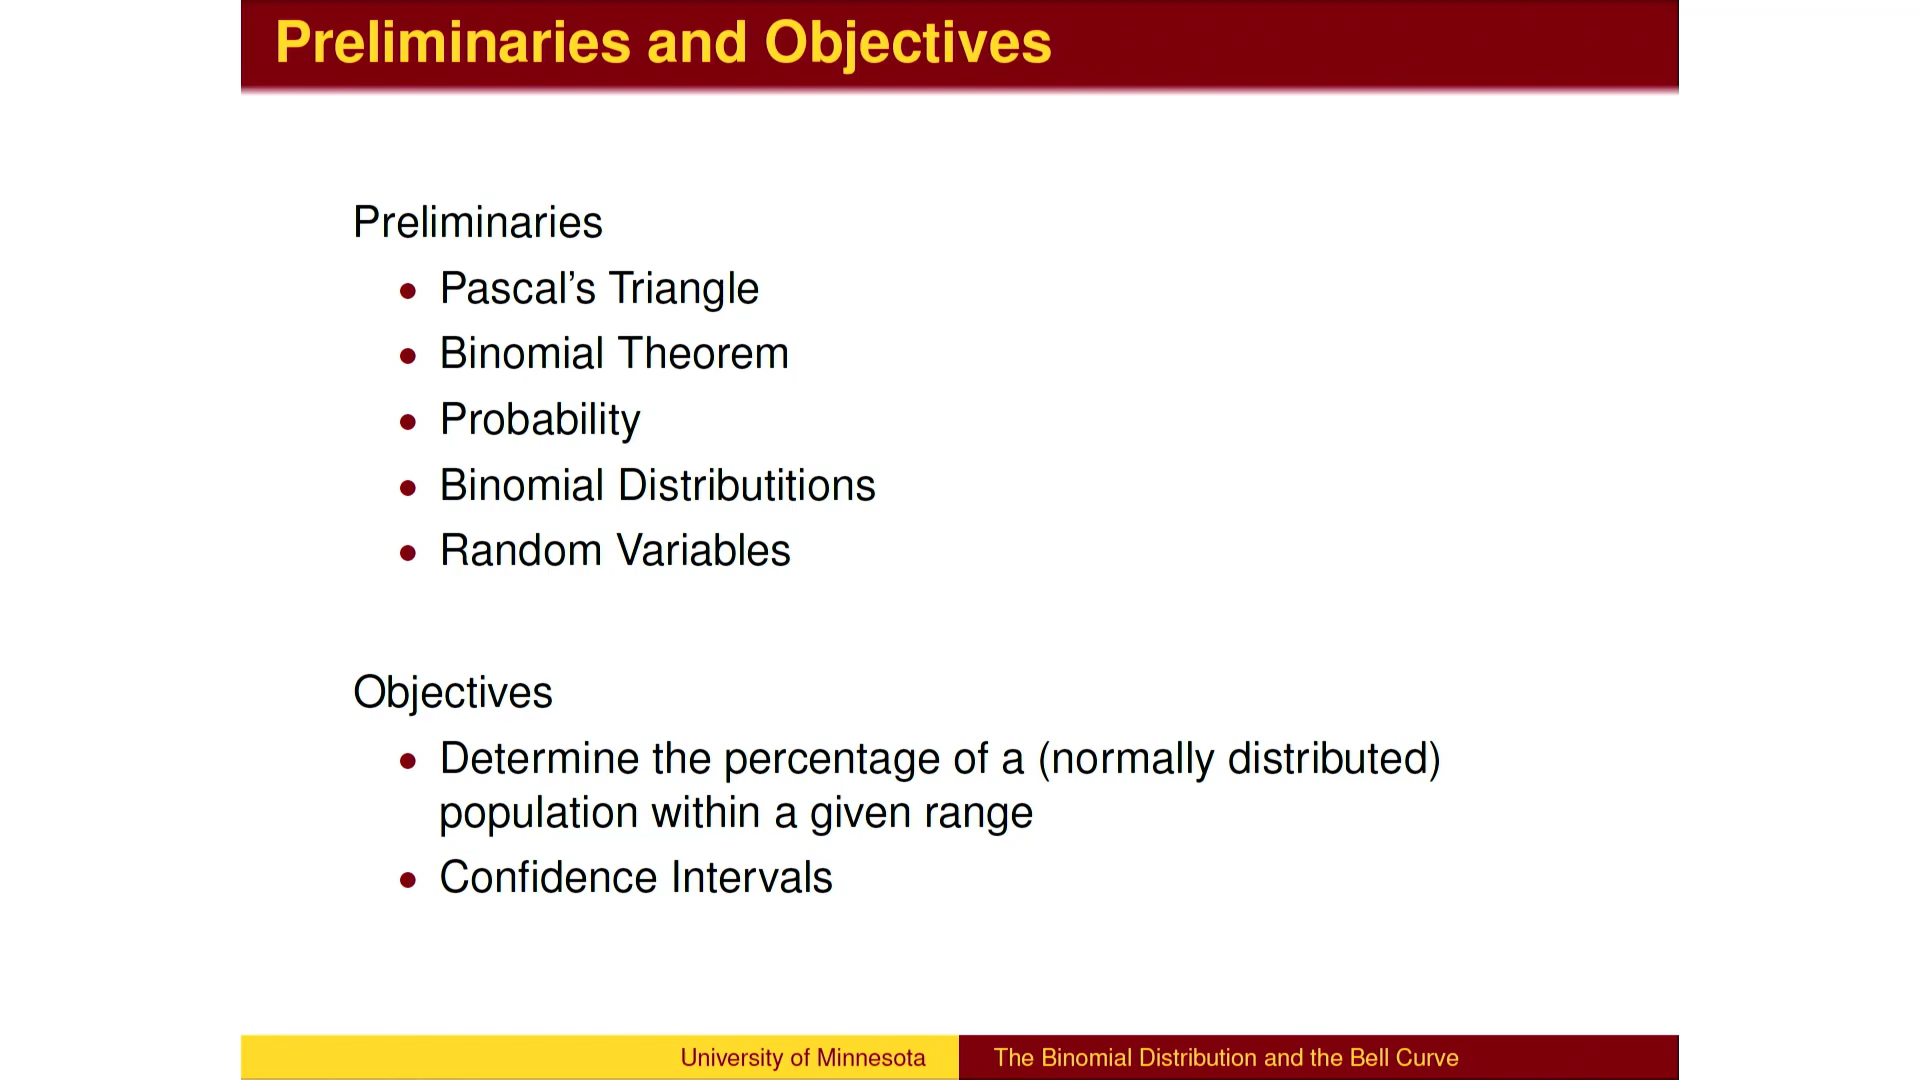 Preliminaries and Objectives
Preliminaries
• Pascal's Triangle
• Binomial Theorem
• Probability
• Binomial Distributitions
• Random Variables
Objectives
• Determine the percentage of a (normally distributed)
population within a given range
• Confidence Intervals
University of Minnesota
The Binomial Distribution and the Bell Curve